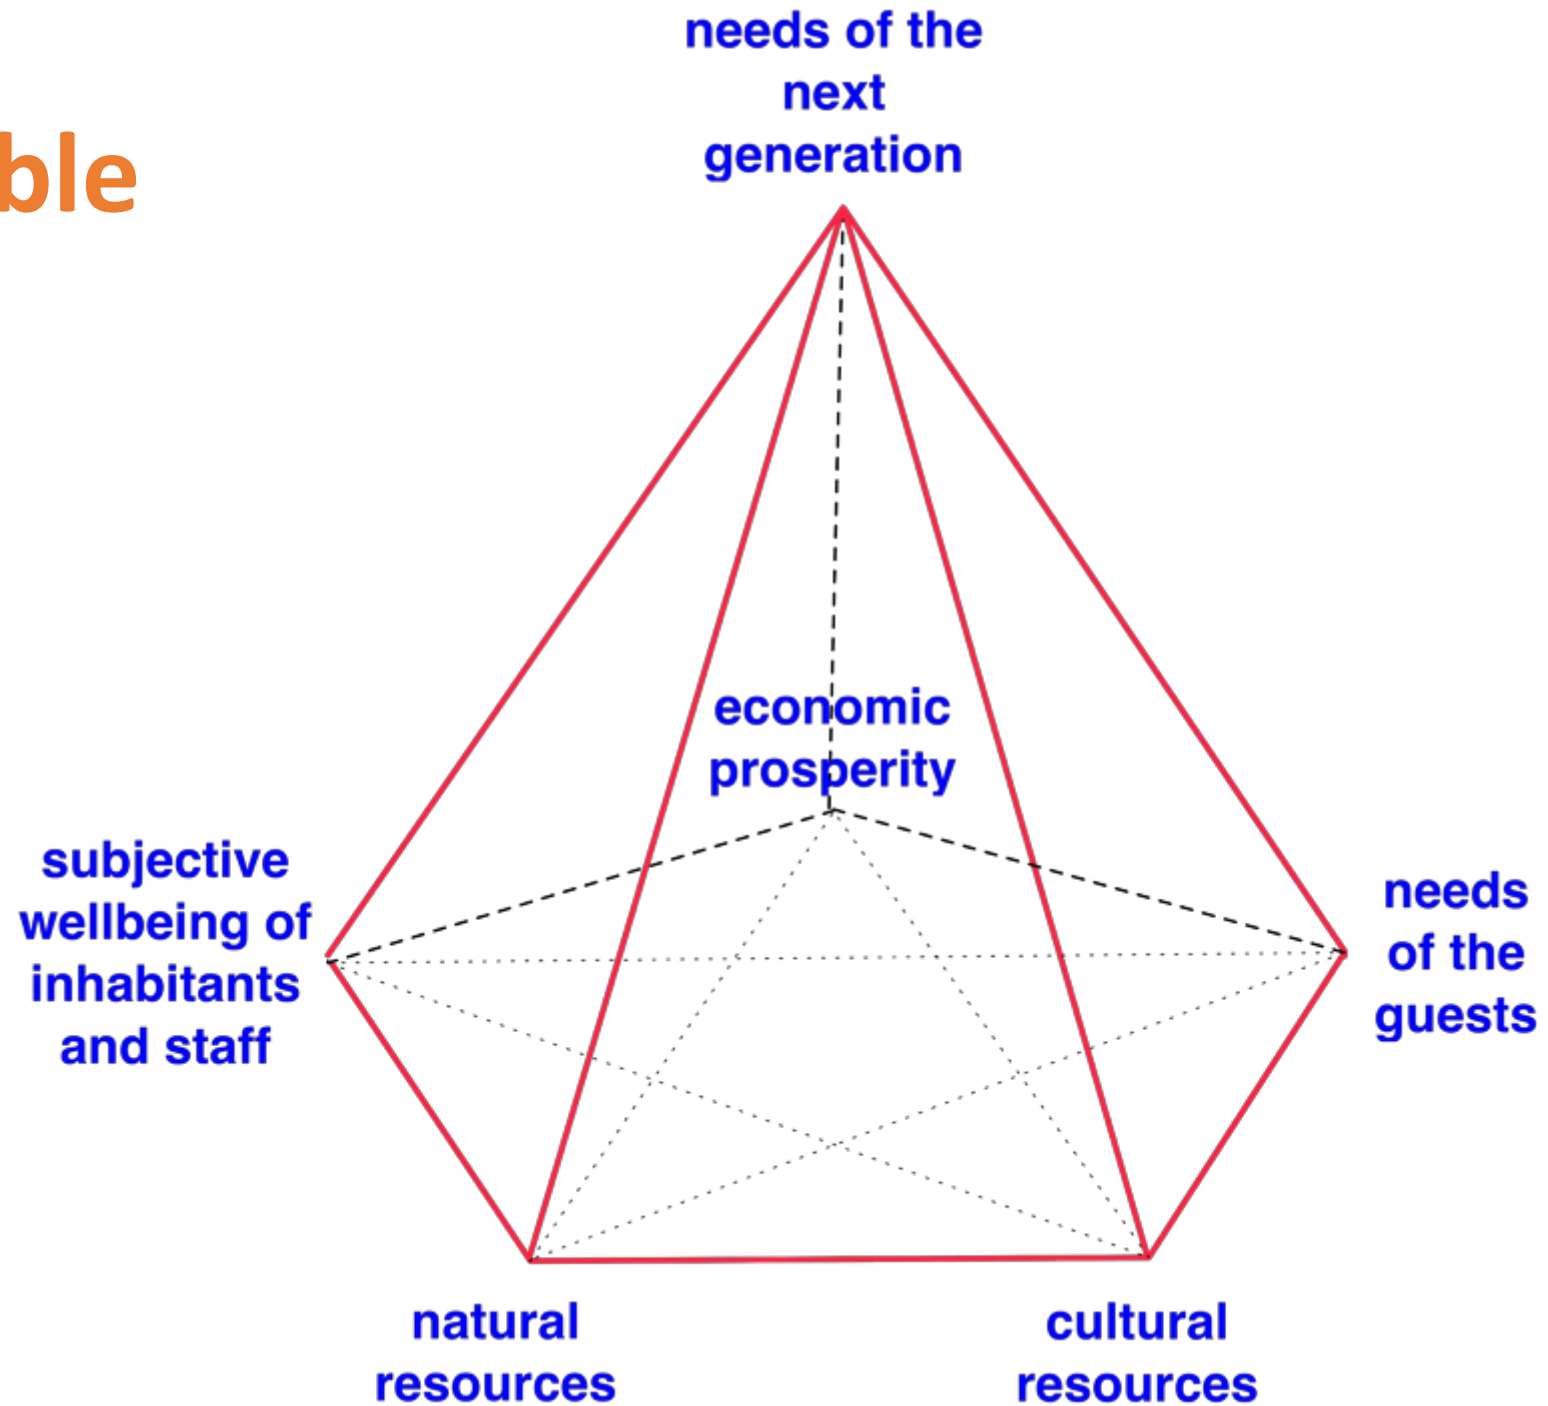 needs of the
next
generation
ble
economic
prosperity
subjective
wellbeing of
inhabitants
and staff
needs
of the
guests
natural
resources
cultural
resources